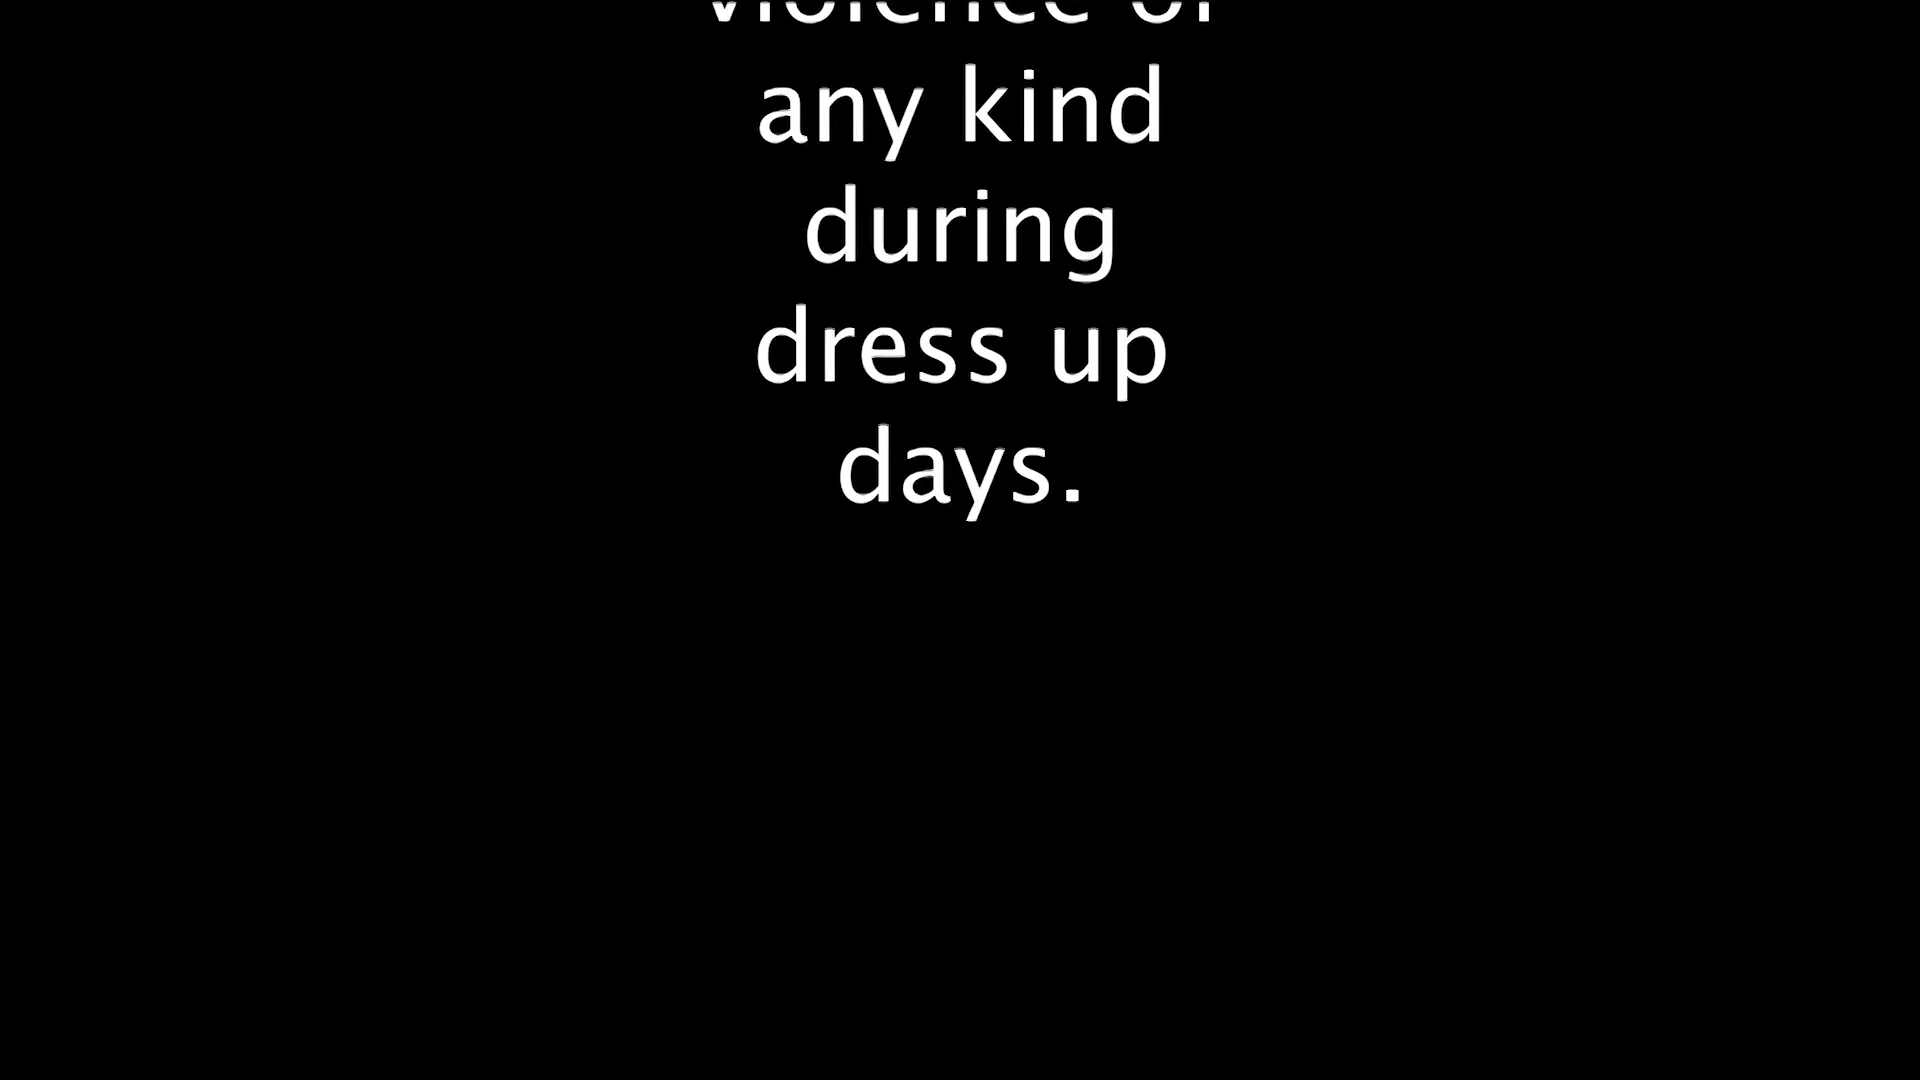 violence of
any kind
during
dress up
days.